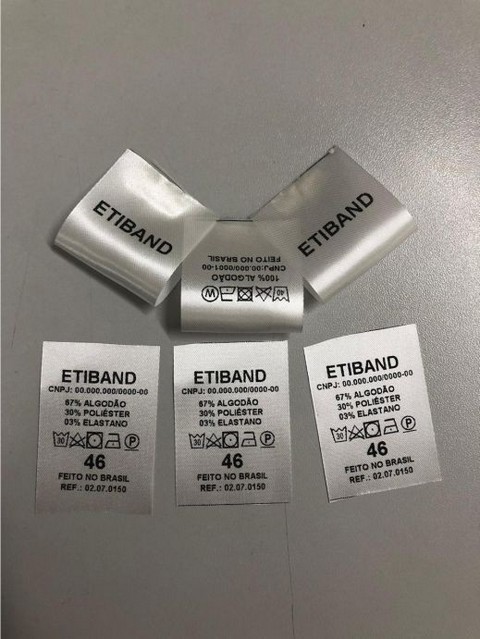 ETIBAND
ETIBAND
100% ALGODÃO
CNPJ:00.000.000/0001-00
FEITO NO BRASIL
40
W
ETIBAND
CNPJ: 00.000.000/0000-00
67% ALGODÃO
30% POLIÉSTER
03% ELASTANO
30 P
46
FEITO NO BRASIL
REF.: 02.07.0150
ETIBAND
CNPJ: 00.000.000/0000-00
67% ALGODÃO
30% POLIÉSTER
03% ELASTANO
30 P
46
FEITO NO BRASIL
REF.: 02.07.0150
ETIBAND
CNPJ: 00.000.000/0000-00
67% ALGODÃO
30% POLIÉSTER
03% ELASTANO
30 P
46
FEITO NO BRASIL
REF.: 02.07.0150